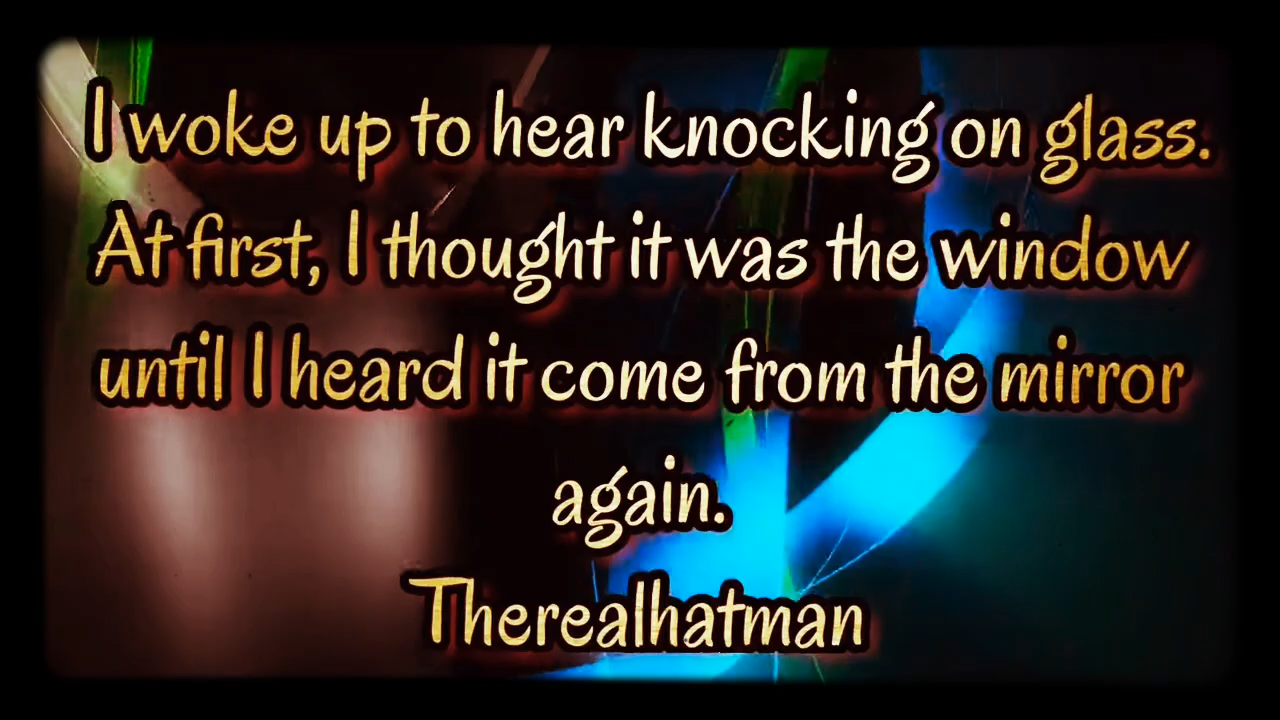 I woke up to hear knocking on glass.
At first, I thought it was the window
until I heard it come from the mirror
again.
Therealhatman